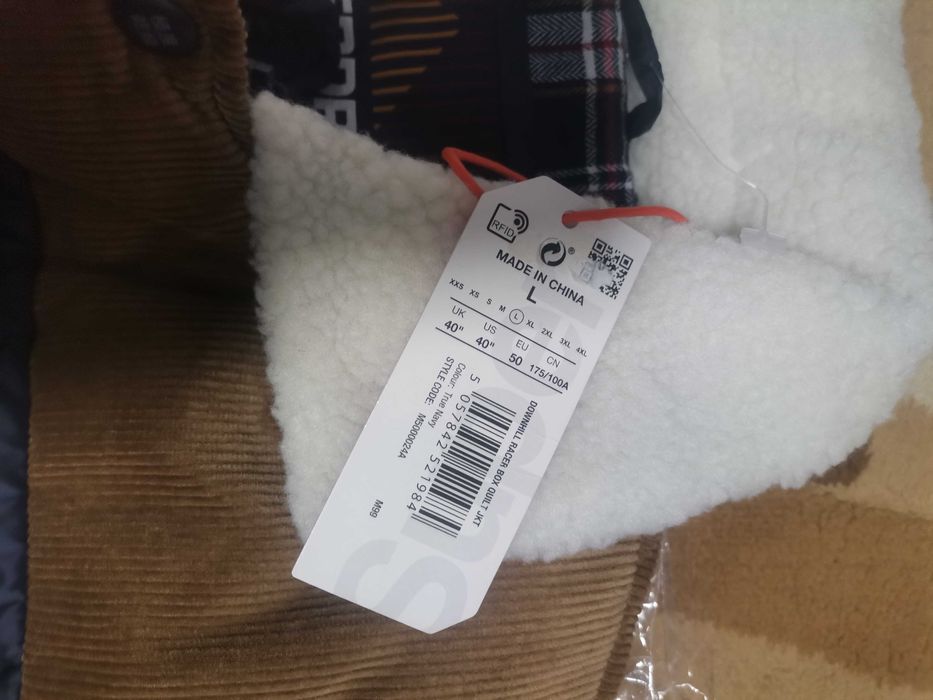 RFID
®
MADE IN CHINA
L
XXS XS S M L XL 2XL 3XL 4XL
UK US EU CN
40" 40" 50 175/100A
DOWNHILL RACER BOX QUILT JKT
5 057842 521984
Colour: True Navy
STYLE CODE: M5000024A
M99